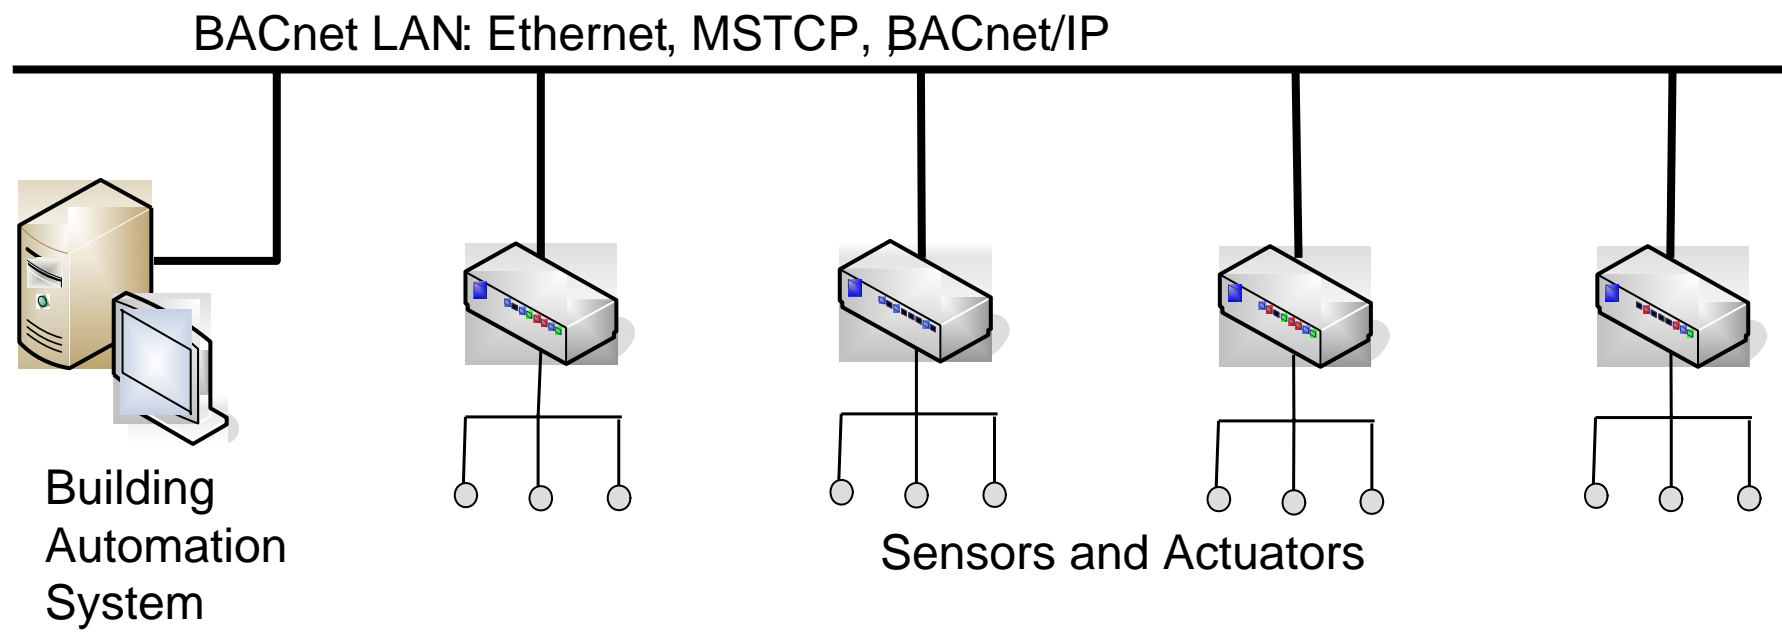 BACnet LAN: Ethernet, MSTCP, BACnet/IP
Building
Automation
System
Sensors and Actuators